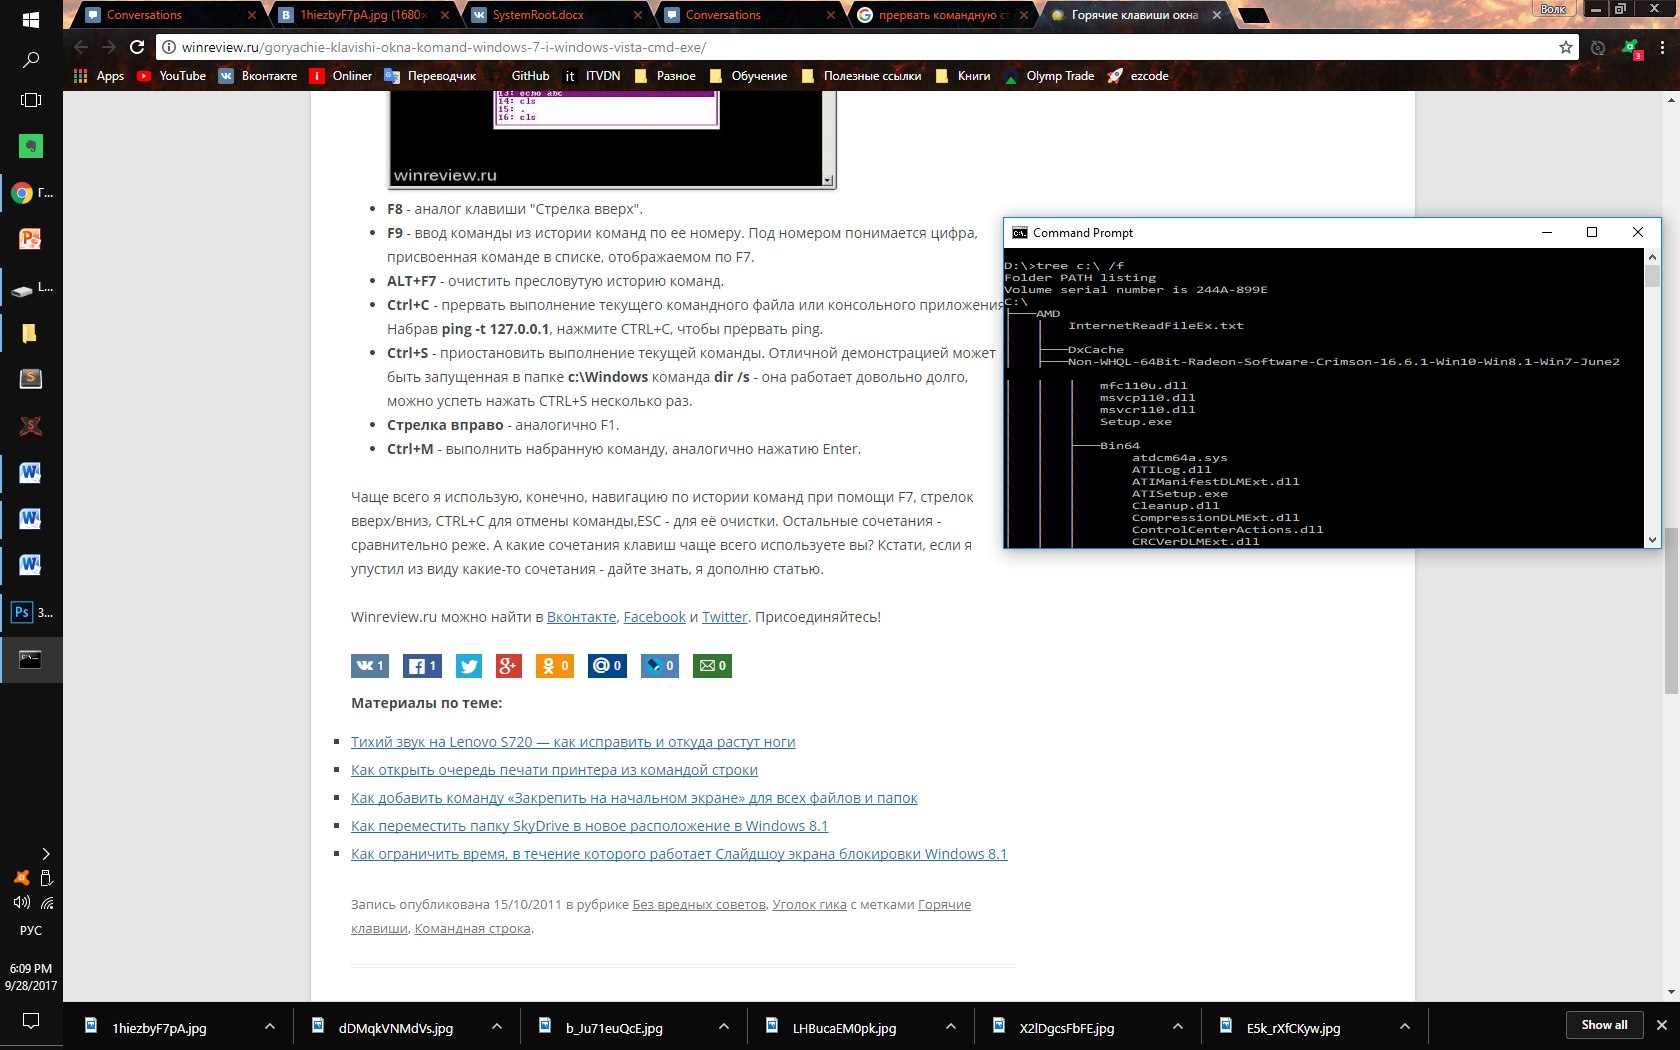 Conversations
1hiezbyF7pA.jpg (1680×
SystemRoot.docx
Conversations
прервать командную ст
Горячие клавиши окна
Волк
winreview.ru/goryachie-klavishi-okna-komand-windows-7-i-windows-vista-cmd-exe/
Apps YouTube Вконтакте Onliner Переводчик GitHub ITVDN Разное Обучение Полезные ссылки Книги Olymp Trade ezcode
13: echo abc
14: cls
15: .
16: cls
winreview.ru
F8 - аналог клавиши "Стрелка вверх".
F9 - ввод команды из истории команд по ее номеру. Под номером понимается цифра,
присвоенная команде в списке, отображаемом по F7.
ALT+F7 - очистить пресловутую историю команд.
Ctrl+C - прервать выполнение текущего командного файла или консольного приложения
Набрав ping -t 127.0.0.1, нажмите CTRL+C, чтобы прервать ping.
Ctrl+S - приостановить выполнение текущей команды. Отличной демонстрацией может
быть запущенная в папке c:\Windows команда dir /s - она работает довольно долго,
можно успеть нажать CTRL+S несколько раз.
Стрелка вправо - аналогично F1.
Ctrl+M - выполнить набранную команду, аналогично нажатию Enter.
Чаще всего я использую, конечно, навигацию по истории команд при помощи F7, стрелок
вверх/вниз, CTRL+C для отмены команды,ESC - для её очистки. Остальные сочетания -
сравнительно реже. А какие сочетания клавиш чаще всего используете вы? Кстати, если я
упустил из виду какие-то сочетания - дайте знать, я дополню статью.
Winreview.ru можно найти в Вконтакте, Facebook и Twitter. Присоединяйтесь!
1 1 g+ 0 0 0 0
Материалы по теме:
Тихий звук на Lenovo S720 — как исправить и откуда растут ноги
Как открыть очередь печати принтера из командой строки
Как добавить команду «Закрепить на начальном экране» для всех файлов и папок
Как переместить папку SkyDrive в новое расположение в Windows 8.1
Как ограничить время, в течение которого работает Слайдшоу экрана блокировки Windows 8.1
Запись опубликована 15/10/2011 в рубрике Без вредных советов, Уголок гика с метками Горячие
клавиши, Командная строка.
Command Prompt
D:\>tree c:\ /f
Folder PATH listing
Volume serial number is 244A-899E
C:\
AMD
InternetReadFileEx.txt
DxCache
Non-WHQL-64Bit-Radeon-Software-Crimson-16.6.1-Win10-Win8.1-Win7-June2
mfc110u.dll
msvcp110.dll
msvcr110.dll
Setup.exe
Bin64
atdcm64a.sys
ATILog.dll
ATIManifestDLMExt.dll
ATISetup.exe
Cleanup.dll
CompressionDLMExt.dll
ControlCenterActions.dll
CRCVerDLMExt.dll
Г...
L...
Ps З...
РУС
6:09 PM
9/28/2017
1hiezbyF7pA.jpg
dDMqkVNMdVs.jpg
b_Ju71euQcE.jpg
LHBucaEM0pk.jpg
X2lDgcsFbFE.jpg
E5k_rXfCKyw.jpg
Show all